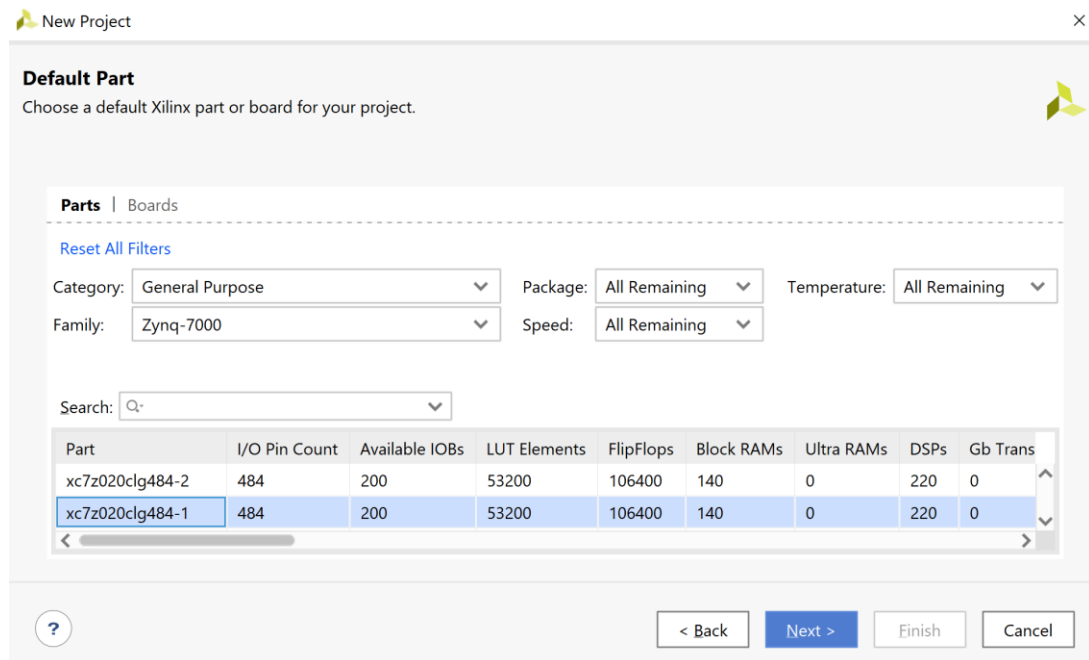 New Project
Default Part
Choose a default Xilinx part or board for your project.
Parts | Boards
Reset All Filters
Category: General Purpose Package: All Remaining Temperature: All Remaining
Family: Zynq-7000 Speed: All Remaining
Search: Q-
Part I/O Pin Count Available IOBs LUT Elements FlipFlops Block RAMs Ultra RAMs DSPs Gb Trans
xc7z020clg484-2 484 200 53200 106400 140 0 220 0
xc7z020clg484-1 484 200 53200 106400 140 0 220 0
? < Back Next > Finish Cancel